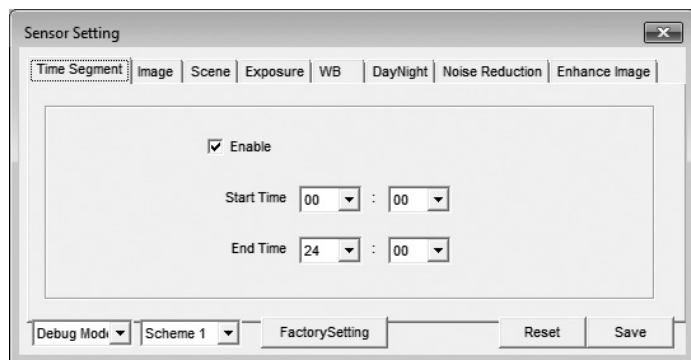 Sensor Setting
Time Segment Image Scene Exposure WB DayNight Noise Reduction Enhance Image
Enable
Start Time 00 : 00
End Time 24 : 00
Debug Mod Scheme 1 FactorySetting Reset Save